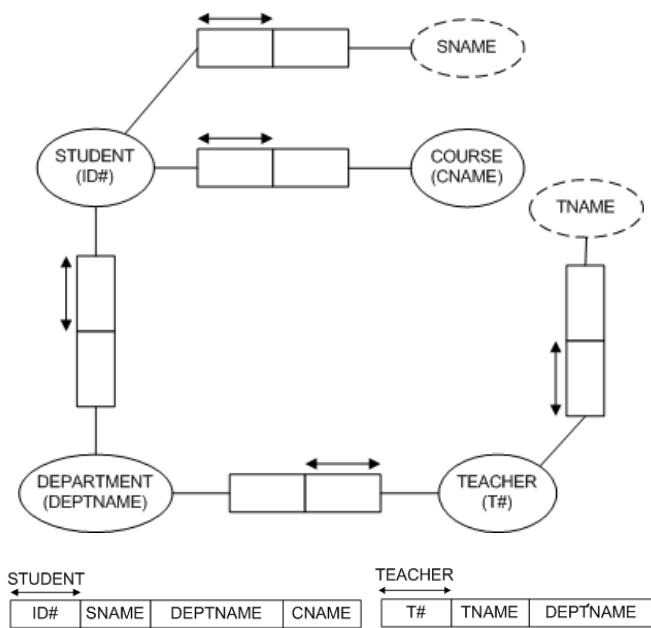 SNAME
STUDENT
(ID#)
COURSE
(CNAME)
TNAME
DEPARTMENT
(DEPTNAME)
TEACHER
(T#)
STUDENT
ID# SNAME DEPTNAME CNAME
TEACHER
T# TNAME DEPTNAME